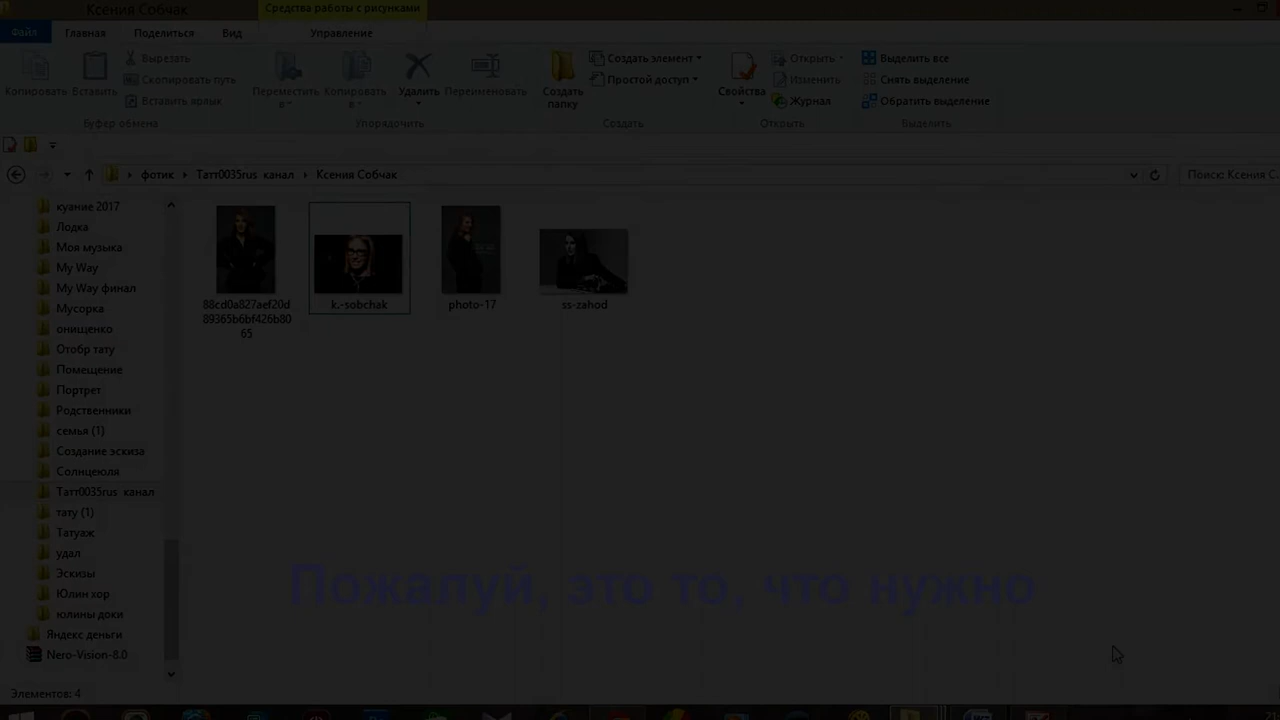 Ксения Собчак
Средства работы с рисунками
Файл
Главная
Поделиться
Вид
Управление
Копировать
Вставить
Вырезать
Скопировать путь
Вставить ярлык
Переместить в
Копировать в
Удалить
Переименовать
Создать папку
Создать элемент
Простой доступ
Свойства
Открыть
Изменить
Журнал
Выделить все
Снять выделение
Обратить выделение
Буфер обмена
Упорядочить
Создать
Открыть
Выделить
фотик
Татт0035rus канал
Ксения Собчак
Поиск: Ксения С...
куание 2017
Лодка
Моя музыка
My Way
My Way финал
Мусорка
онищенко
Отобр тату
Помещение
Портрет
Родственники
семья (1)
Создание эскиза
Солнцеюля
Татт0035rus канал
тату (1)
Татуаж
удал
Эскизы
Юлин хор
юлины доки
Яндекс деньги
Nero-Vision-8.0
88cd0a827aef20d
89365b6bf426b80
65
k.-sobchak
photo-17
ss-zahod
Пожалуй, это то, что нужно
Элементов: 4